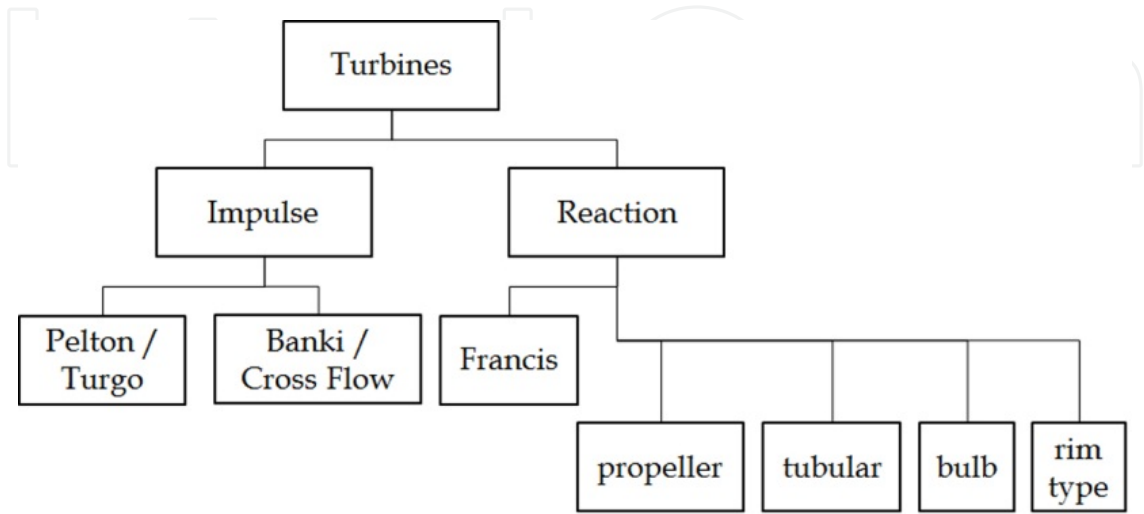 Turbines
Impulse
Reaction
Pelton /
Turgo
Banki /
Cross Flow
Francis
propeller
tubular
bulb
rim
type